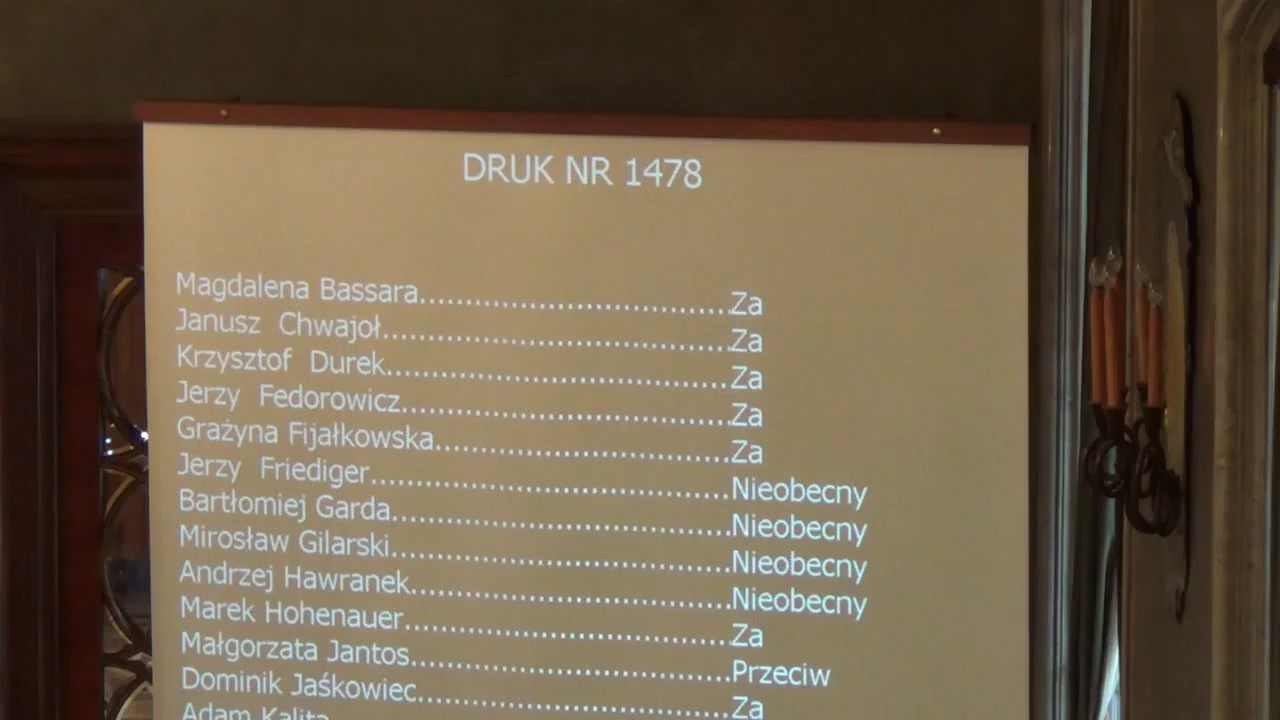 DRUK NR 1478
Magdalena Bassara..................................Za
Janusz Chwajoł......................................Za
Krzysztof Durek.....................................Za
Jerzy Fedorowicz....................................Za
Grażyna Fijałkowska................................Za
Jerzy Friediger.......................................Nieobecny
Bartłomiej Garda.....................................Nieobecny
Mirosław Gilarski.....................................Nieobecny
Andrzej Hawranek...................................Nieobecny
Marek Hohenauer....................................Za
Małgorzata Jantos...................................Przeciw
Dominik Jaśkowiec..................................Za
Adam Kalita